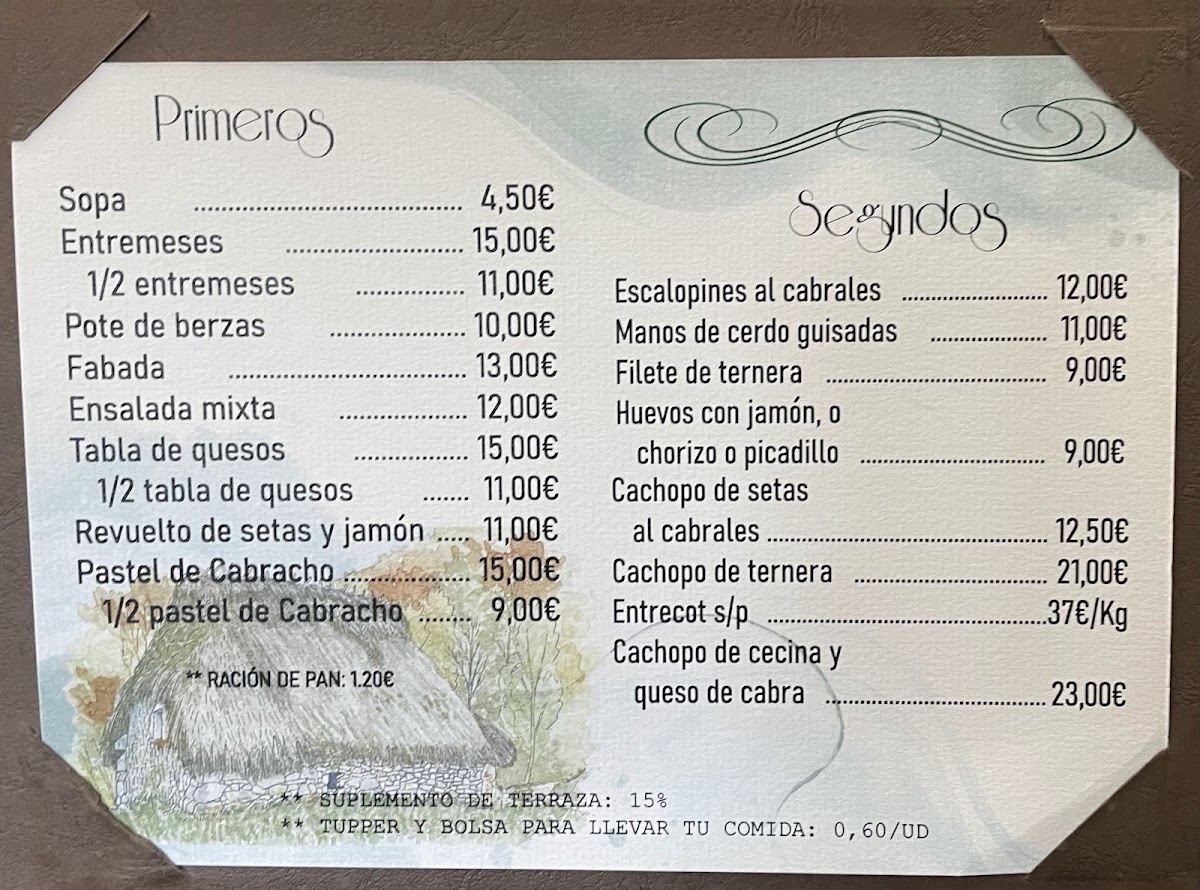 Primeros
Sopa ........................................ 4,50€
Entremeses .......................... 15,00€
1/2 entremeses ................ 11,00€
Pote de berzas .................... 10,00€
Fabada ................................... 13,00€
Ensalada mixta ................... 12,00€
Tabla de quesos ................. 15,00€
1/2 tabla de quesos ....... 11,00€
Revuelto de setas y jamón ..... 11,00€
Pastel de Cabracho ................... 15,00€
1/2 pastel de Cabracho ........ 9,00€
** RACIÓN DE PAN: 1.20€
Segundos
Escalopines al cabrales ......................... 12,00€
Manos de cerdo guisadas .................... 11,00€
Filete de ternera ...................................... 9,00€
Huevos con jamón, o
chorizo o picadillo ................................ 9,00€
Cachopo de setas
al cabrales ................................................ 12,50€
Cachopo de ternera ................................. 21,00€
Entrecot s/p ................................................37€/Kg
Cachopo de cecina y
queso de cabra ...................................... 23,00€
** SUPLEMENTO DE TERRAZA: 15%
** TUPPER Y BOLSA PARA LLEVAR TU COMIDA: 0,60/UD